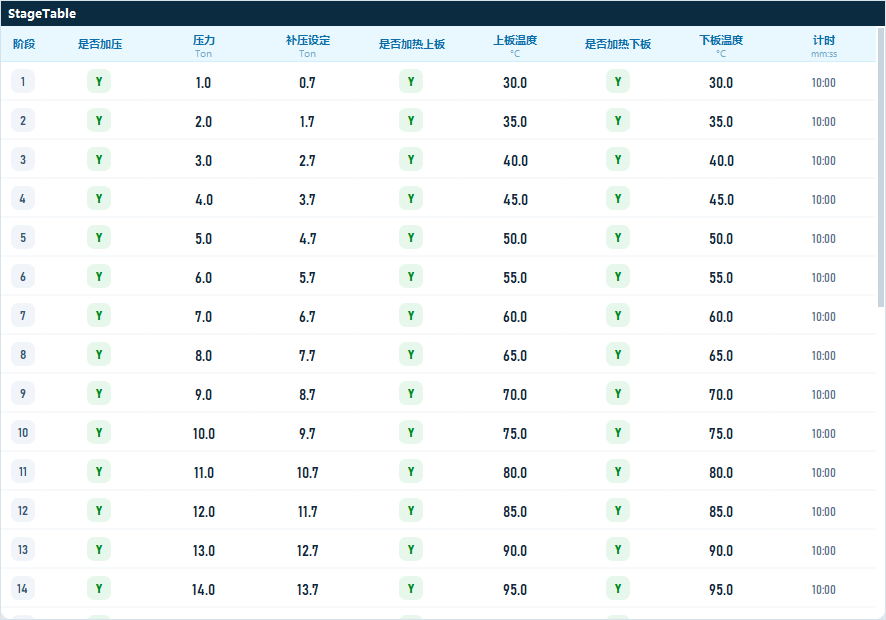 StageTable
阶段 是否加压 压力 补压设定 是否加热上板 上板温度 是否加热下板 下板温度 计时
Ton Ton °C °C mm:ss
1 Y 1.0 0.7 Y 30.0 Y 30.0 10:00
2 Y 2.0 1.7 Y 35.0 Y 35.0 10:00
3 Y 3.0 2.7 Y 40.0 Y 40.0 10:00
4 Y 4.0 3.7 Y 45.0 Y 45.0 10:00
5 Y 5.0 4.7 Y 50.0 Y 50.0 10:00
6 Y 6.0 5.7 Y 55.0 Y 55.0 10:00
7 Y 7.0 6.7 Y 60.0 Y 60.0 10:00
8 Y 8.0 7.7 Y 65.0 Y 65.0 10:00
9 Y 9.0 8.7 Y 70.0 Y 70.0 10:00
10 Y 10.0 9.7 Y 75.0 Y 75.0 10:00
11 Y 11.0 10.7 Y 80.0 Y 80.0 10:00
12 Y 12.0 11.7 Y 85.0 Y 85.0 10:00
13 Y 13.0 12.7 Y 90.0 Y 90.0 10:00
14 Y 14.0 13.7 Y 95.0 Y 95.0 10:00